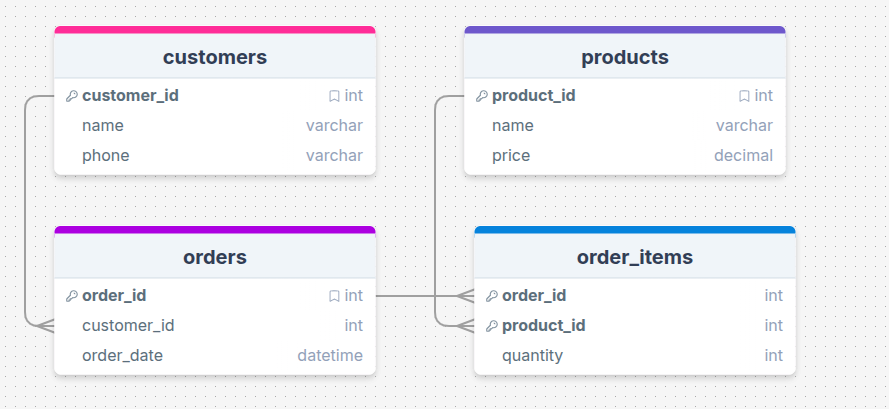 customers
customer_id int
name varchar
phone varchar
products
product_id int
name varchar
price decimal
orders
order_id int
customer_id int
order_date datetime
order_items
order_id int
product_id int
quantity int